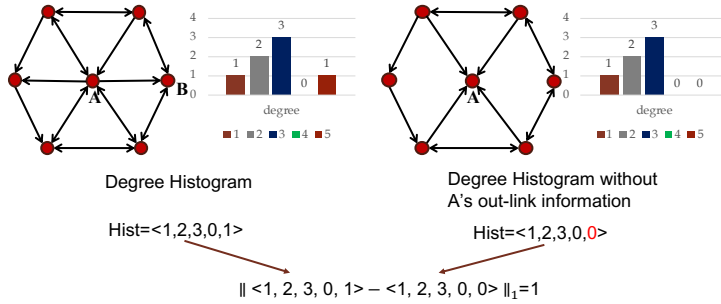 4
3
2
1
0
1
2
3
0
1
degree
1 2 3 4 5
A
B
Degree Histogram
Hist=<1,2,3,0,1>
4
3
2
1
0
1
2
3
0
0
degree
1 2 3 4 5
A
Degree Histogram without
A's out-link information
Hist=<1,2,3,0,0>
∥ <1, 2, 3, 0, 1> – <1, 2, 3, 0, 0> ∥₁=1